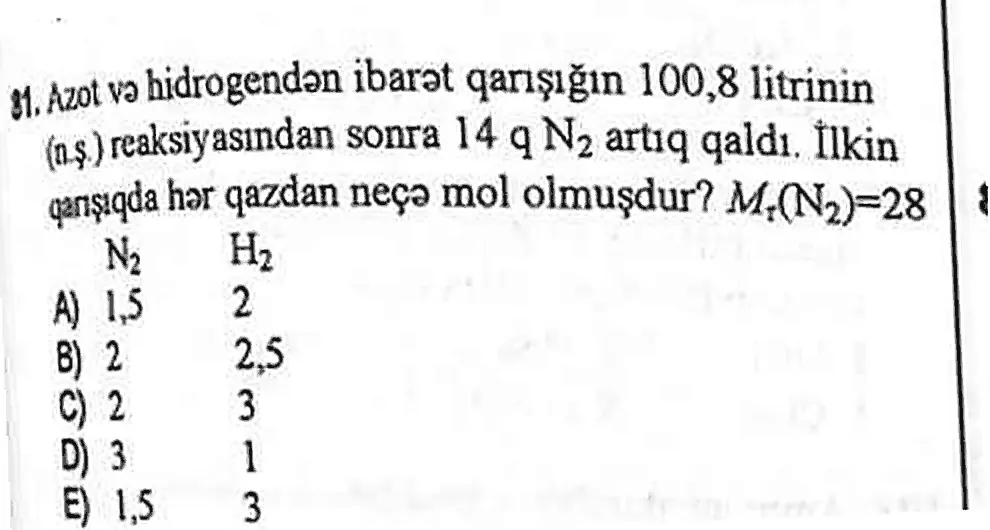 81. Azot və hidrogendən ibarət qarışığın 100,8 litrinin
(n.ş.) reaksiyasından sonra 14 q N₂ artıq qaldı. İlkin
qarışıqda hər qazdan neçə mol olmuşdur? Mᵣ(N₂)=28
N₂ H₂
A) 1,5 2
B) 2 2,5
C) 2 3
D) 3 1
E) 1,5 3